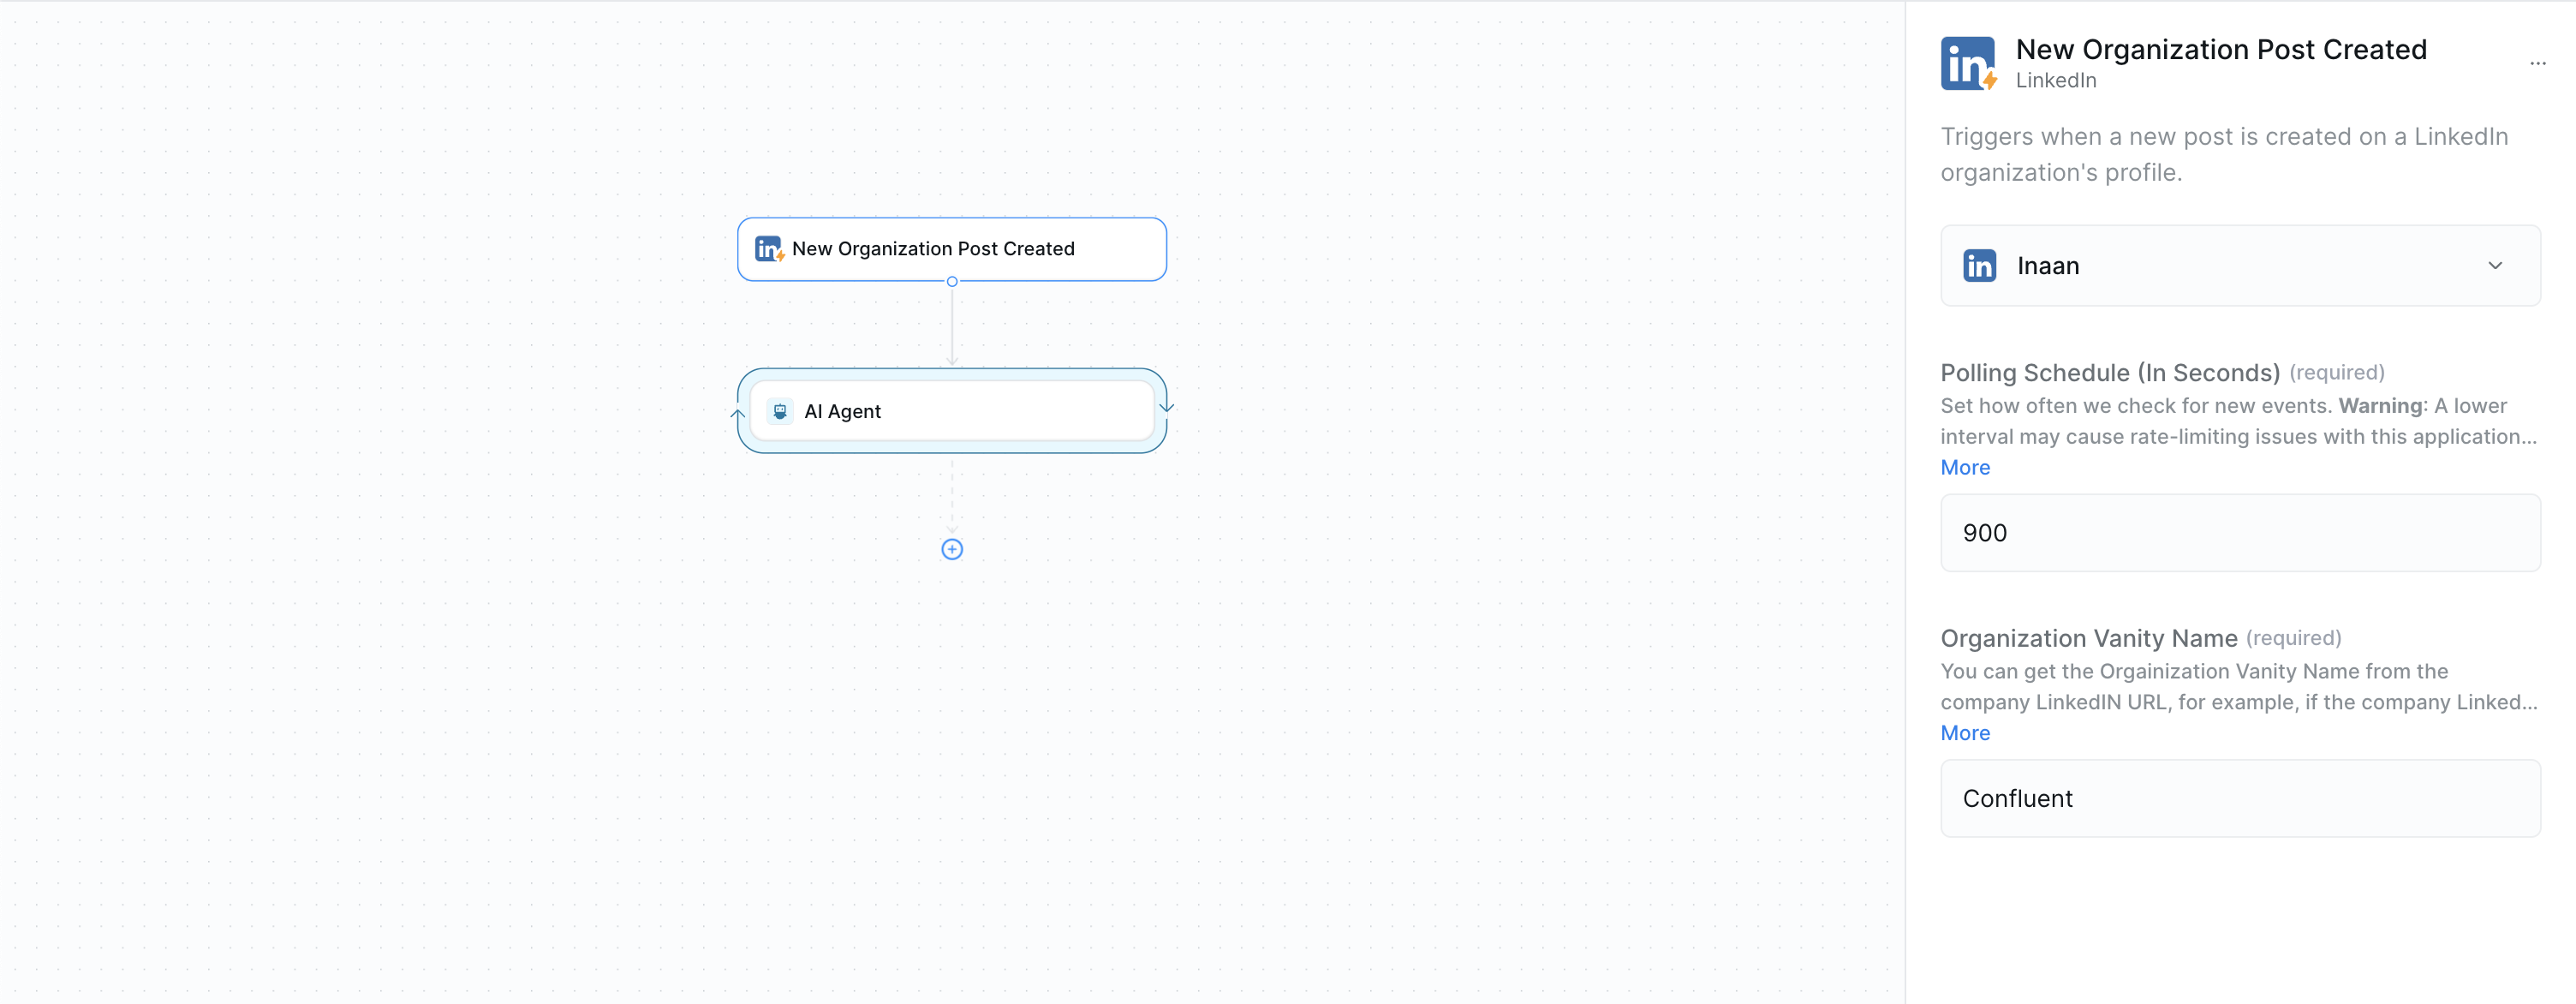 New Organization Post Created
AI Agent
New Organization Post Created
LinkedIn
Triggers when a new post is created on a LinkedIn
organization's profile.
Inaan
Polling Schedule (In Seconds) (required)
Set how often we check for new events. Warning: A lower
interval may cause rate-limiting issues with this application...
More
900
Organization Vanity Name (required)
You can get the Orgainization Vanity Name from the
company LinkedIN URL, for example, if the company Linked...
More
Confluent